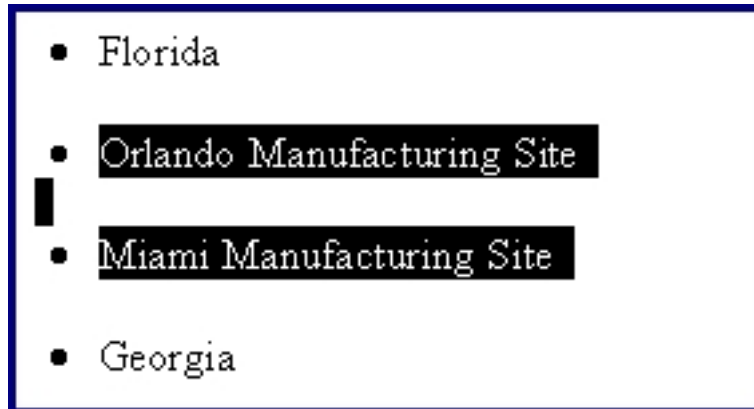 • Florida
• Orlando Manufacturing Site
• Miami Manufacturing Site
• Georgia